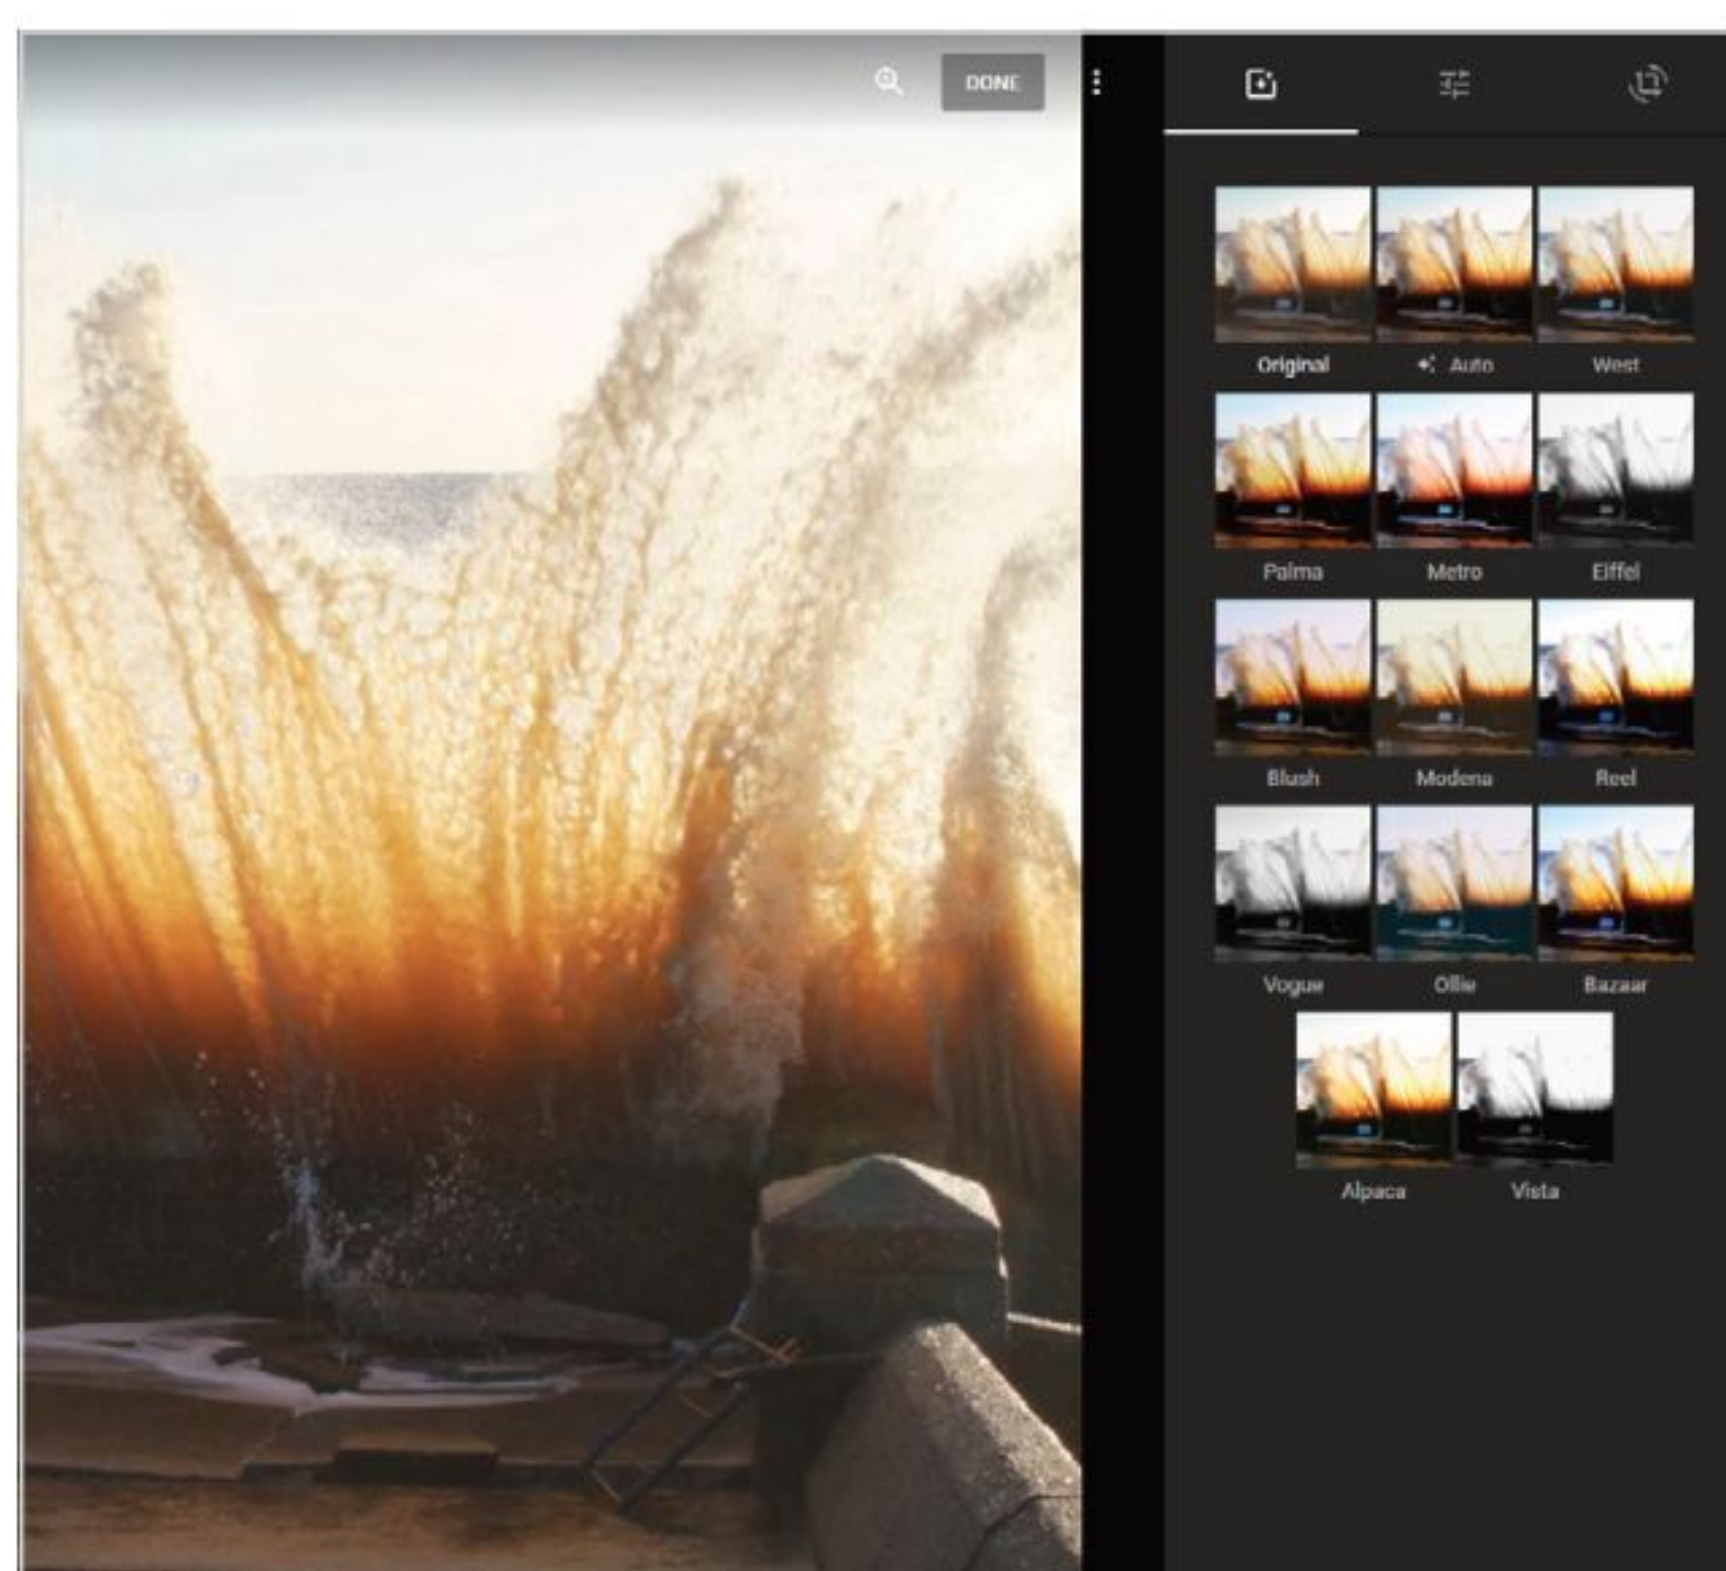 DONE
Original Auto West
Palma Metro Eiffel
Blush Modena Reel
Vogue Ollie Bazaar
Alpaca Vista